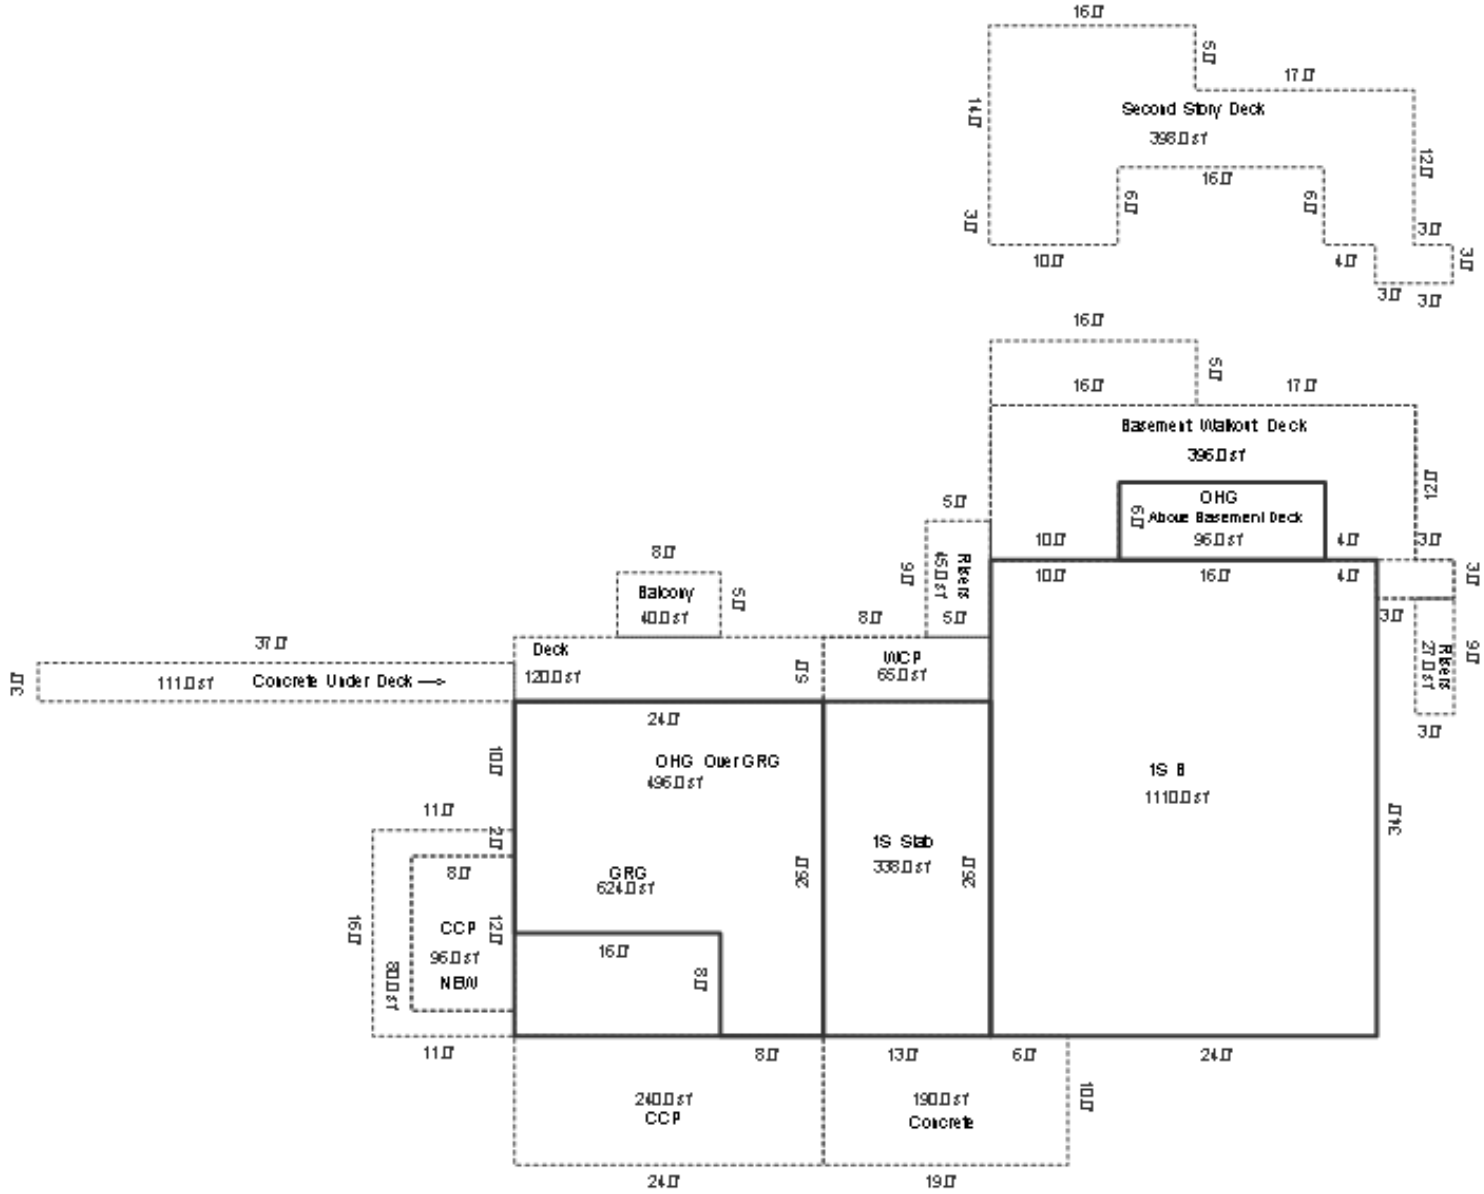 16.0'
5.0'
17.0'
14.0'
Second Story Deck
398.0 sf
12.0'
16.0'
6.0'
6.0'
3.0'
3.0'
10.0'
4.0'
3.0'
3.0'
3.0'
16.0'
5.0'
16.0'
17.0'
Basement Walkout Deck
396.0 sf
12.0'
OHG
Above Basement Deck
96.0 sf
6.0'
10.0'
4.0'
3.0'
5.0'
9.0'
Risers
45.0 sf
5.0'
10.0'
16.0'
4.0'
3.0'
3.0'
8.0'
Balcony
40.0 sf
5.0'
8.0'
9.0'
Risers
27.0 sf
3.0'
37.0'
3.0'
111.0 sf
Concrete Under Deck
Deck
120.0 sf
5.0'
WCP
65.0 sf
24.0'
10.0'
OHG Over GRG
496.0 sf
1S B
1110.0 sf
34.0'
11.0'
2.0'
1S Slab
338.0 sf
26.0'
26.0'
8.0'
GRG
624.0 sf
16.0'
12.0'
CCP
96.0 sf
NEW
80.0 sf
16.0'
8.0'
11.0'
8.0'
13.0'
6.0'
24.0'
240.0 sf
CCP
190.0 sf
Concrete
10.0'
24.0'
19.0'